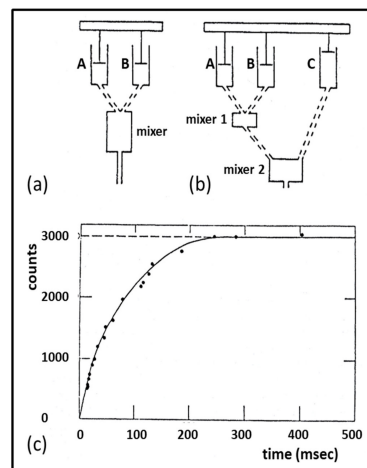 A B
mixer
(a)
A B C
mixer 1
mixer 2
(b)
counts
3000
2000
1000
0
0 100 200 300 400 500
time (msec)
(c)